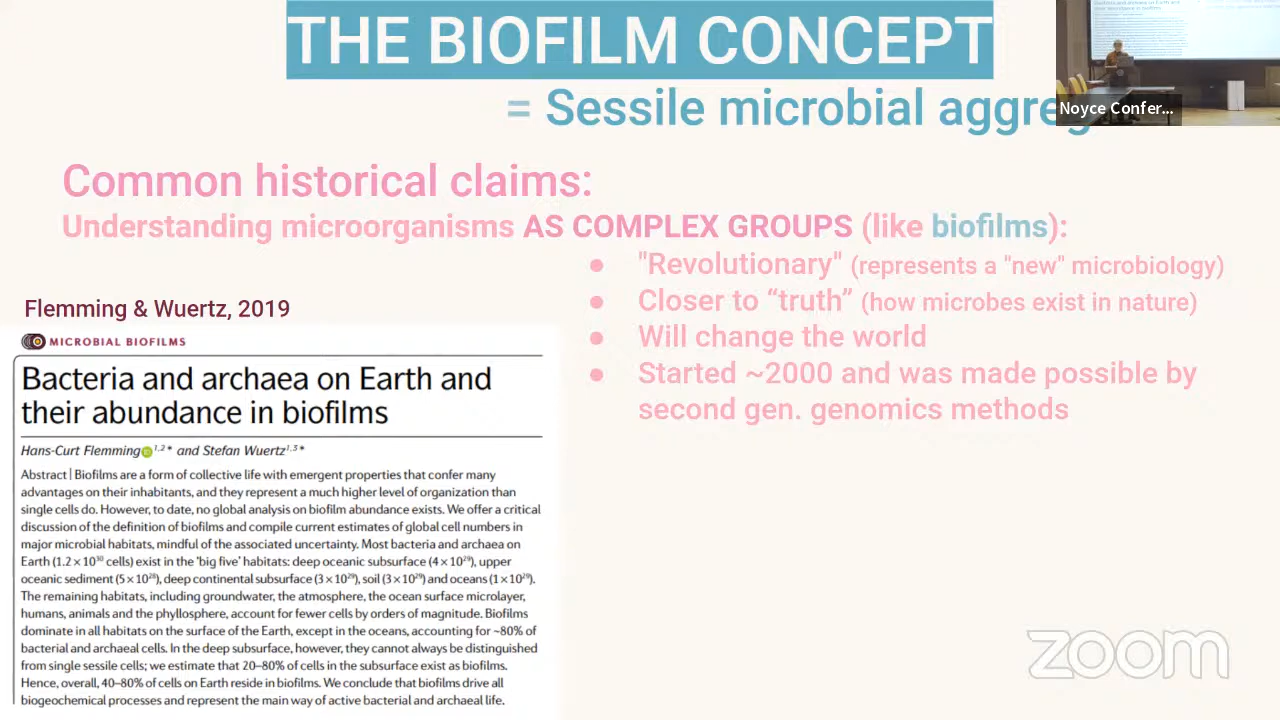 THE BIOFILM CONCEPT
= Sessile microbial aggreg
Noyce Confer...
Common historical claims:
Understanding microorganisms AS COMPLEX GROUPS (like biofilms):
● "Revolutionary" (represents a "new" microbiology)
● Closer to “truth” (how microbes exist in nature)
● Will change the world
● Started ~2000 and was made possible by
second gen. genomics methods
Flemming & Wuertz, 2019
MICROBIAL BIOFILMS
Bacteria and archaea on Earth and
their abundance in biofilms
Hans-Curt Flemming 1,2* and Stefan Wuertz1,3*
Abstract | Biofilms are a form of collective life with emergent properties that confer many
advantages on their inhabitants, and they represent a much higher level of organization than
single cells do. However, to date, no global analysis on biofilm abundance exists. We offer a critical
discussion of the definition of biofilms and compile current estimates of global cell numbers in
major microbial habitats, mindful of the associated uncertainty. Most bacteria and archaea on
Earth (1.2 × 10³⁰ cells) exist in the ‘big five’ habitats: deep oceanic subsurface (4 × 10²⁹), upper
oceanic sediment (5 × 10²⁸), deep continental subsurface (3 × 10²⁹), soil (3 × 10²⁹) and oceans (1 × 10²⁹).
The remaining habitats, including groundwater, the atmosphere, the ocean surface microlayer,
humans, animals and the phyllosphere, account for fewer cells by orders of magnitude. Biofilms
dominate in all habitats on the surface of the Earth, except in the oceans, accounting for ~80% of
bacterial and archaeal cells. In the deep subsurface, however, they cannot always be distinguished
from single sessile cells; we estimate that 20–80% of cells in the subsurface exist as biofilms.
Hence, overall, 40–80% of cells on Earth reside in biofilms. We conclude that biofilms drive all
biogeochemical processes and represent the main way of active bacterial and archaeal life.
zoom